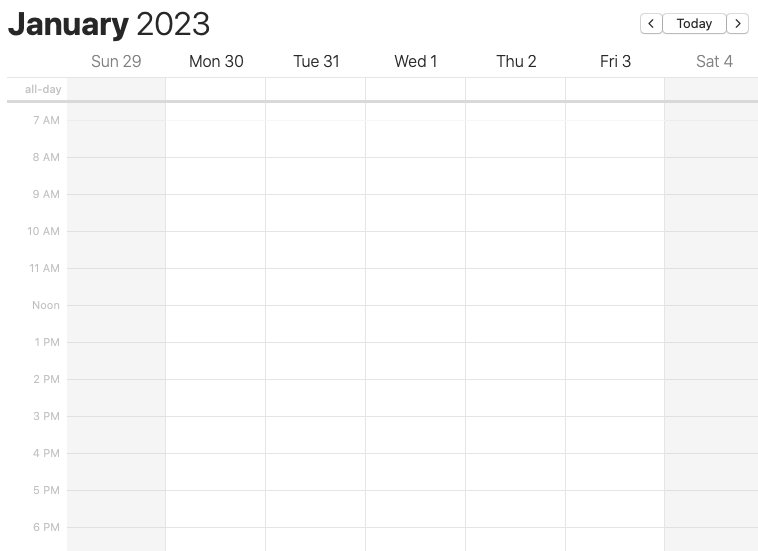 January 2023
< Today >
Sun 29 Mon 30 Tue 31 Wed 1 Thu 2 Fri 3 Sat 4
all-day
7 AM
8 AM
9 AM
10 AM
11 AM
Noon
1 PM
2 PM
3 PM
4 PM
5 PM
6 PM